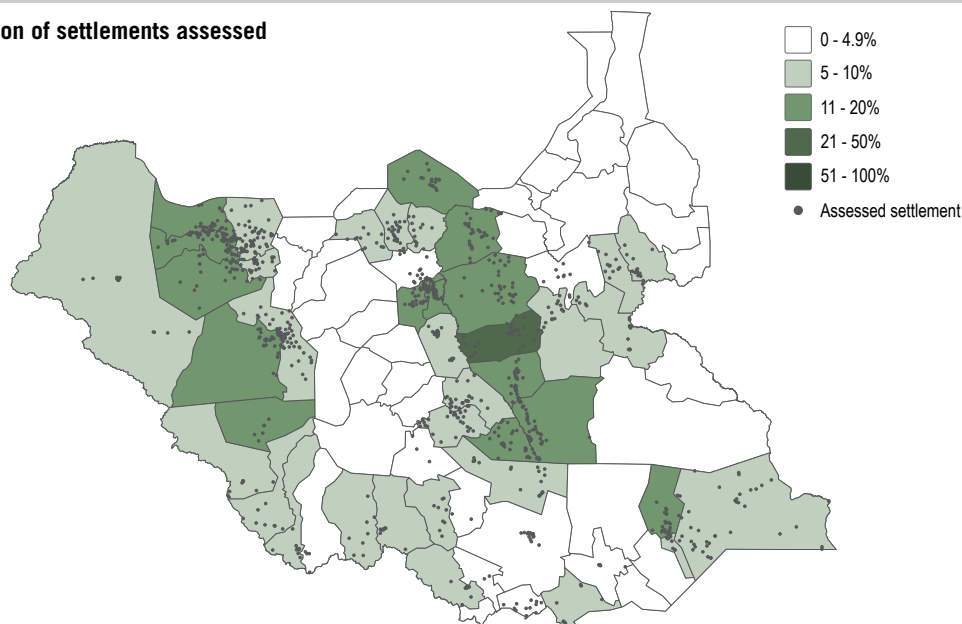 on of settlements assessed
0 - 4.9%
5 - 10%
11 - 20%
21 - 50%
51 - 100%
Assessed settlement